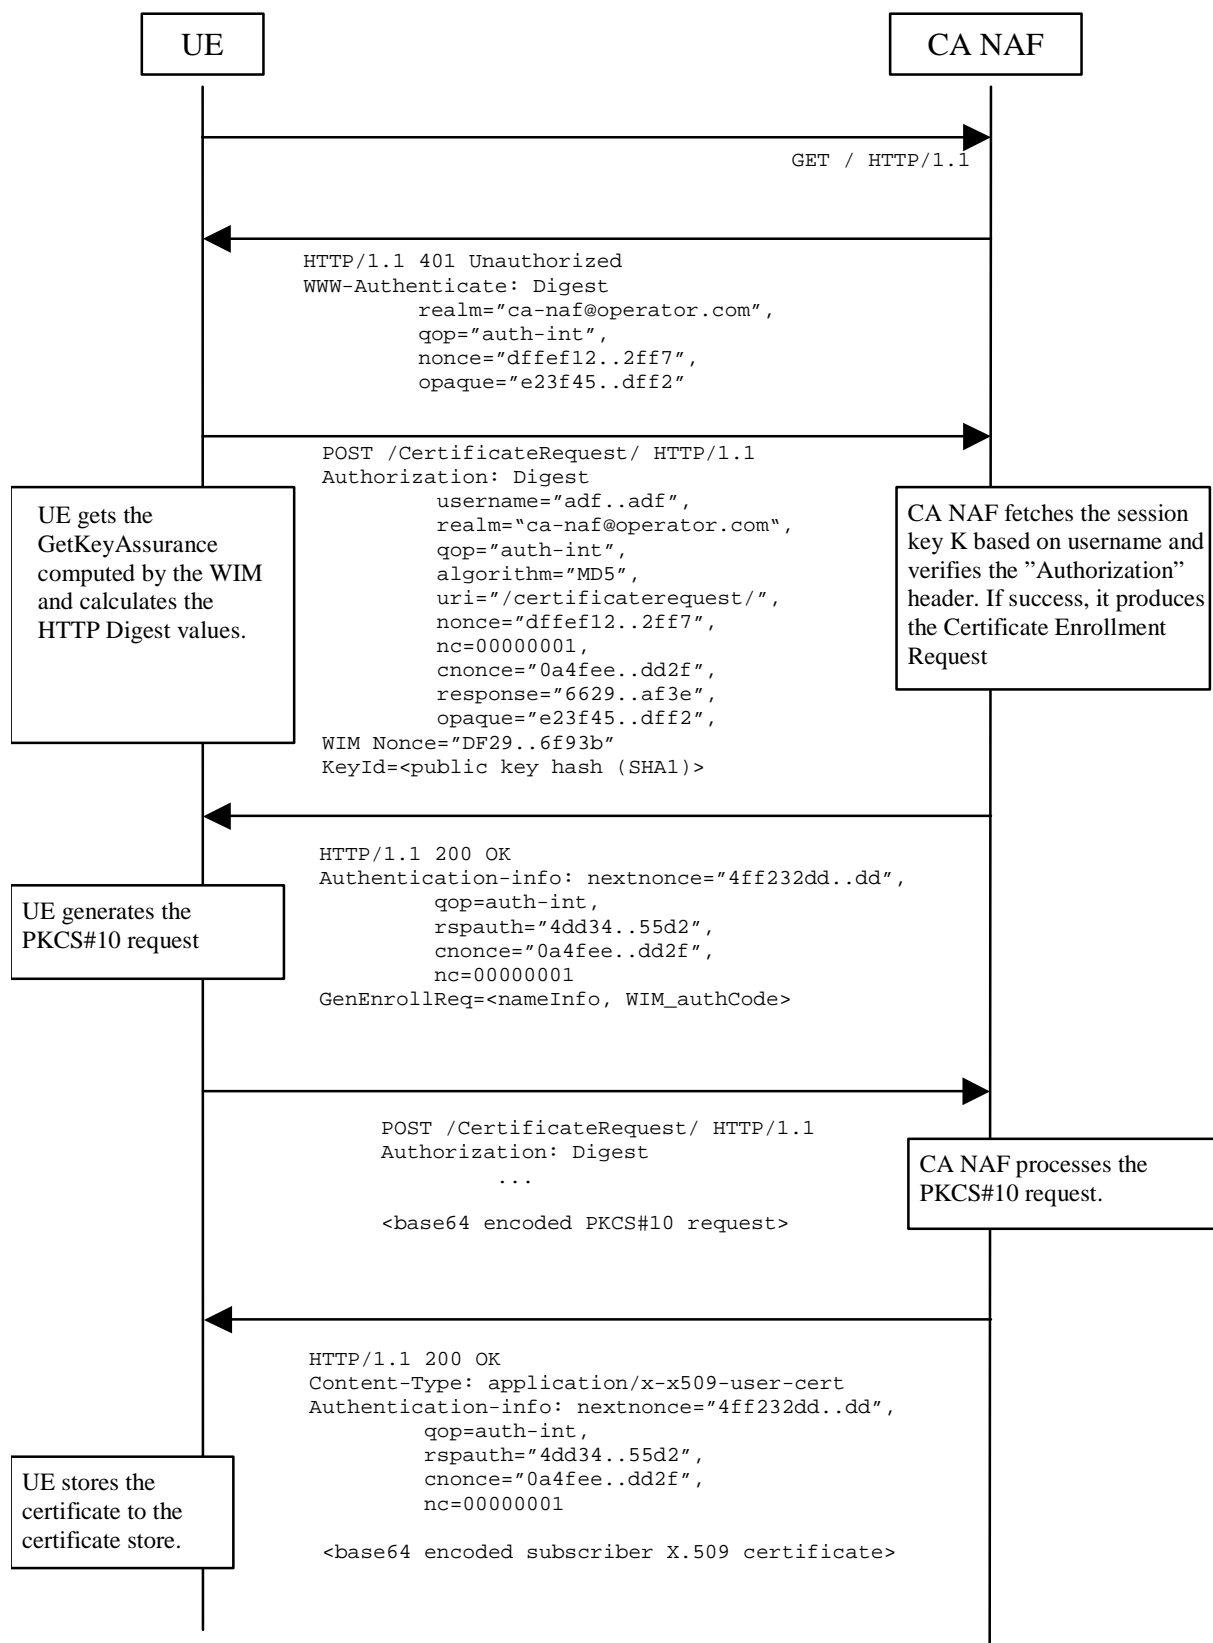 UE
CA NAF
GET / HTTP/1.1
HTTP/1.1 401 Unauthorized
WWW-Authenticate: Digest
realm="ca-naf@operator.com",
qop="auth-int",
nonce="dffef12..2ff7",
opaque="e23f45..dff2"
POST /CertificateRequest/ HTTP/1.1
Authorization: Digest
username="adf..adf",
realm="ca-naf@operator.com",
qop="auth-int",
algorithm="MD5",
uri="/certificaterequest/",
nonce="dffef12..2ff7",
nc=00000001,
cnonce="0a4fee..dd2f",
response="6629..af3e",
opaque="e23f45..dff2",
WIM Nonce="DF29..6f93b"
KeyId=<public key hash (SHA1)>
UE gets the
GetKeyAssurance
computed by the WIM
and calculates the
HTTP Digest values.
CA NAF fetches the session
key K based on username and
verifies the ”Authorization”
header. If success, it produces
the Certificate Enrollment
Request
HTTP/1.1 200 OK
Authentication-info: nextnonce="4ff232dd..dd",
qop=auth-int,
rspauth="4dd34..55d2",
cnonce="0a4fee..dd2f",
nc=00000001
GenEnrollReq=<nameInfo, WIM_authCode>
UE generates the
PKCS#10 request
POST /CertificateRequest/ HTTP/1.1
Authorization: Digest
...
<base64 encoded PKCS#10 request>
CA NAF processes the
PKCS#10 request.
HTTP/1.1 200 OK
Content-Type: application/x-x509-user-cert
Authentication-info: nextnonce="4ff232dd..dd",
qop=auth-int,
rspauth="4dd34..55d2",
cnonce="0a4fee..dd2f",
nc=00000001
<base64 encoded subscriber X.509 certificate>
UE stores the
certificate to the
certificate store.